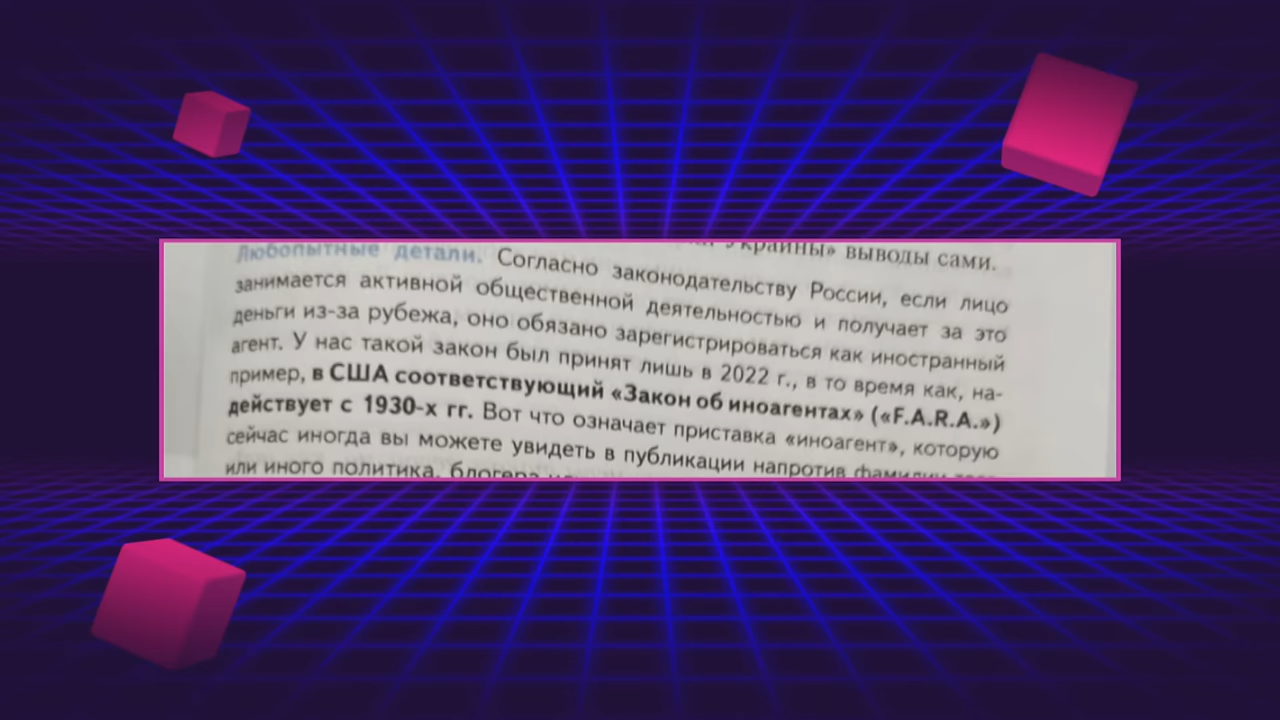 Украины» выводы сами.
Любопытные детали. Согласно законодательству России, если лицо
занимается активной общественной деятельностью и получает за это
деньги из-за рубежа, оно обязано зарегистрироваться как иностранный
агент. У нас такой закон был принят лишь в 2022 г., в то время как, на-
пример, в США соответствующий «Закон об иноагентах» («F.A.R.A.»)
действует с 1930-х гг. Вот что означает приставка «иноагент», которую
сейчас иногда вы можете увидеть в публикации напротив фамилии
или иного политика, блогера